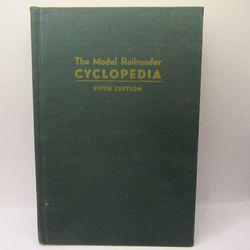 The Model Railroader
CYCLOPEDIA
FIFTH EDITION